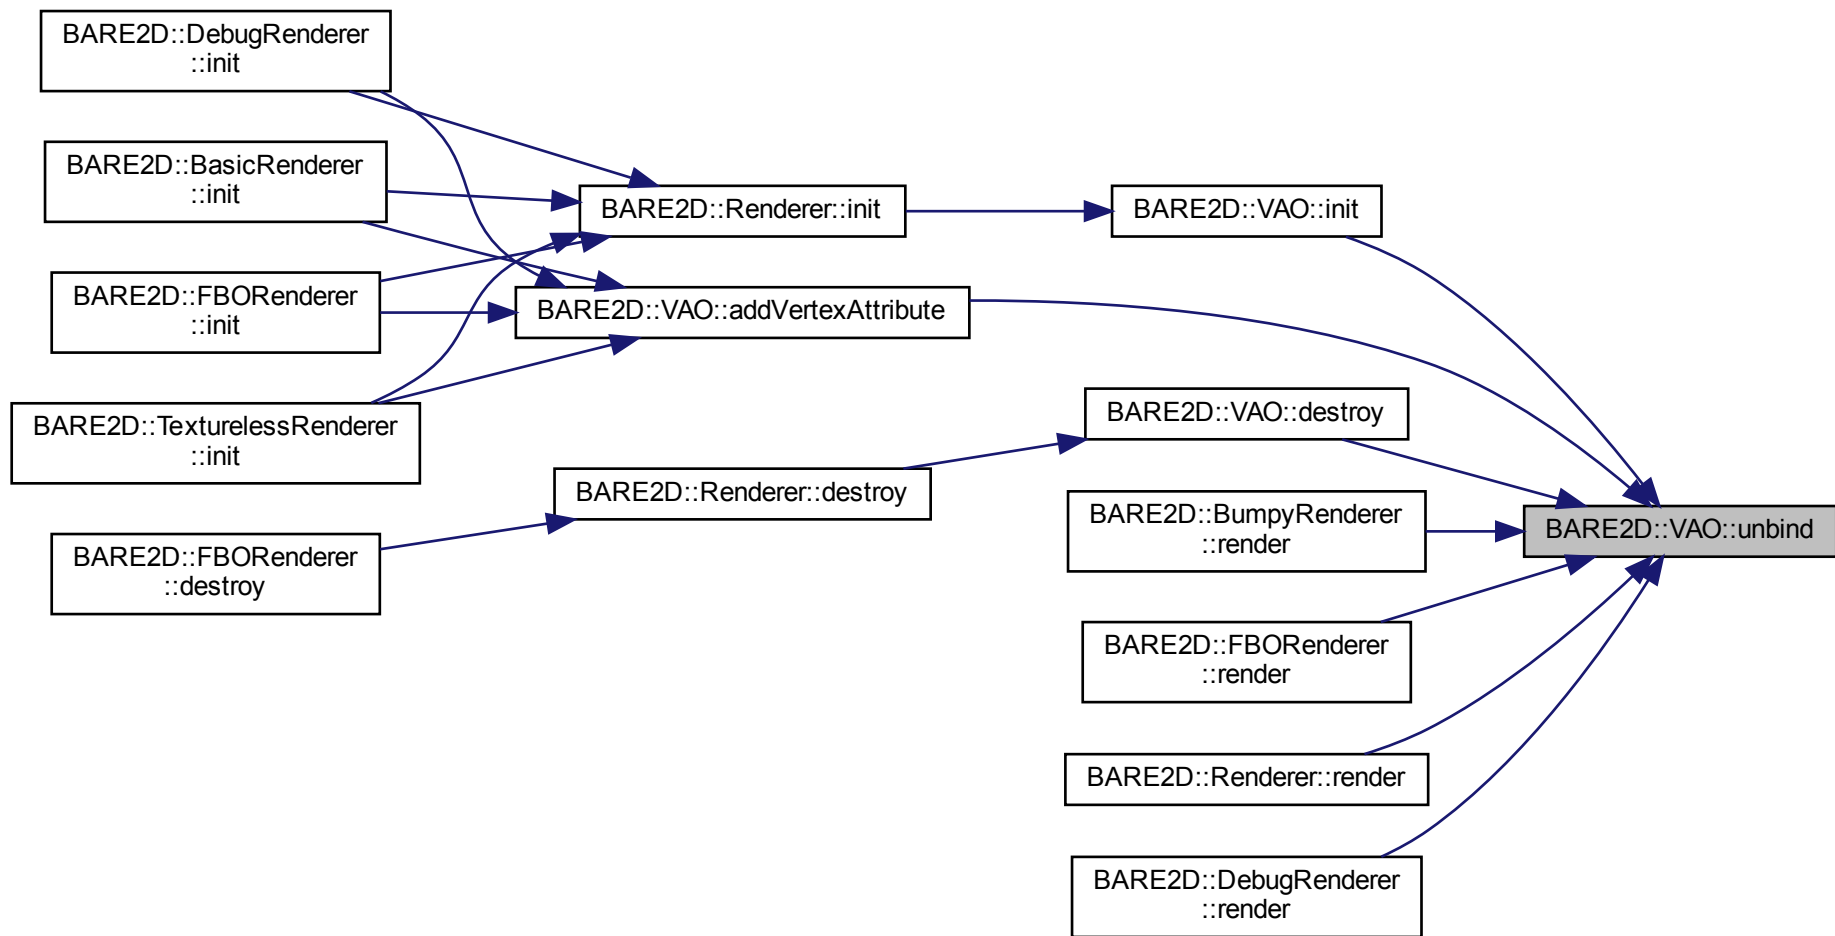 BARE2D::DebugRenderer
::init
BARE2D::BasicRenderer
::init
BARE2D::FBORenderer
::init
BARE2D::TexturelessRenderer
::init
BARE2D::FBORenderer
::destroy
BARE2D::Renderer::init
BARE2D::VAO::addVertexAttribute
BARE2D::Renderer::destroy
BARE2D::VAO::init
BARE2D::VAO::destroy
BARE2D::BumpyRenderer
::render
BARE2D::FBORenderer
::render
BARE2D::Renderer::render
BARE2D::DebugRenderer
::render
BARE2D::VAO::unbind